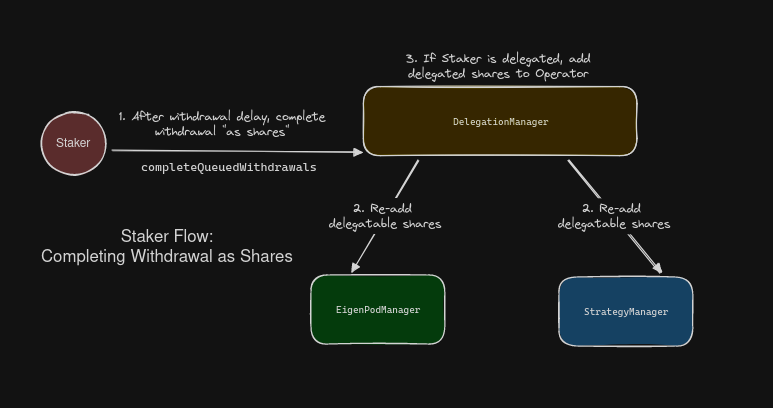 3. If Staker is delegated, add
delegated shares to Operator
1. After withdrawal delay, complete
withdrawal "as shares"
DelegationManager
Staker
completeQueuedWithdrawals
2. Re-add
delegatable shares
2. Re-add
delegatable shares
Staker Flow:
Completing Withdrawal as Shares
EigenPodManager
StrategyManager